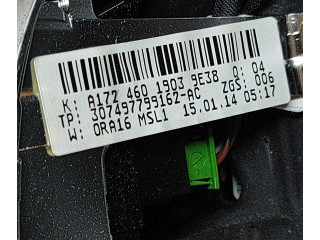 K: A172 460 1903 9E38 Q: 04
TP: 307497799162-AC ZGS: 006
W: ORA16 MSL1 15.01.14 05:17